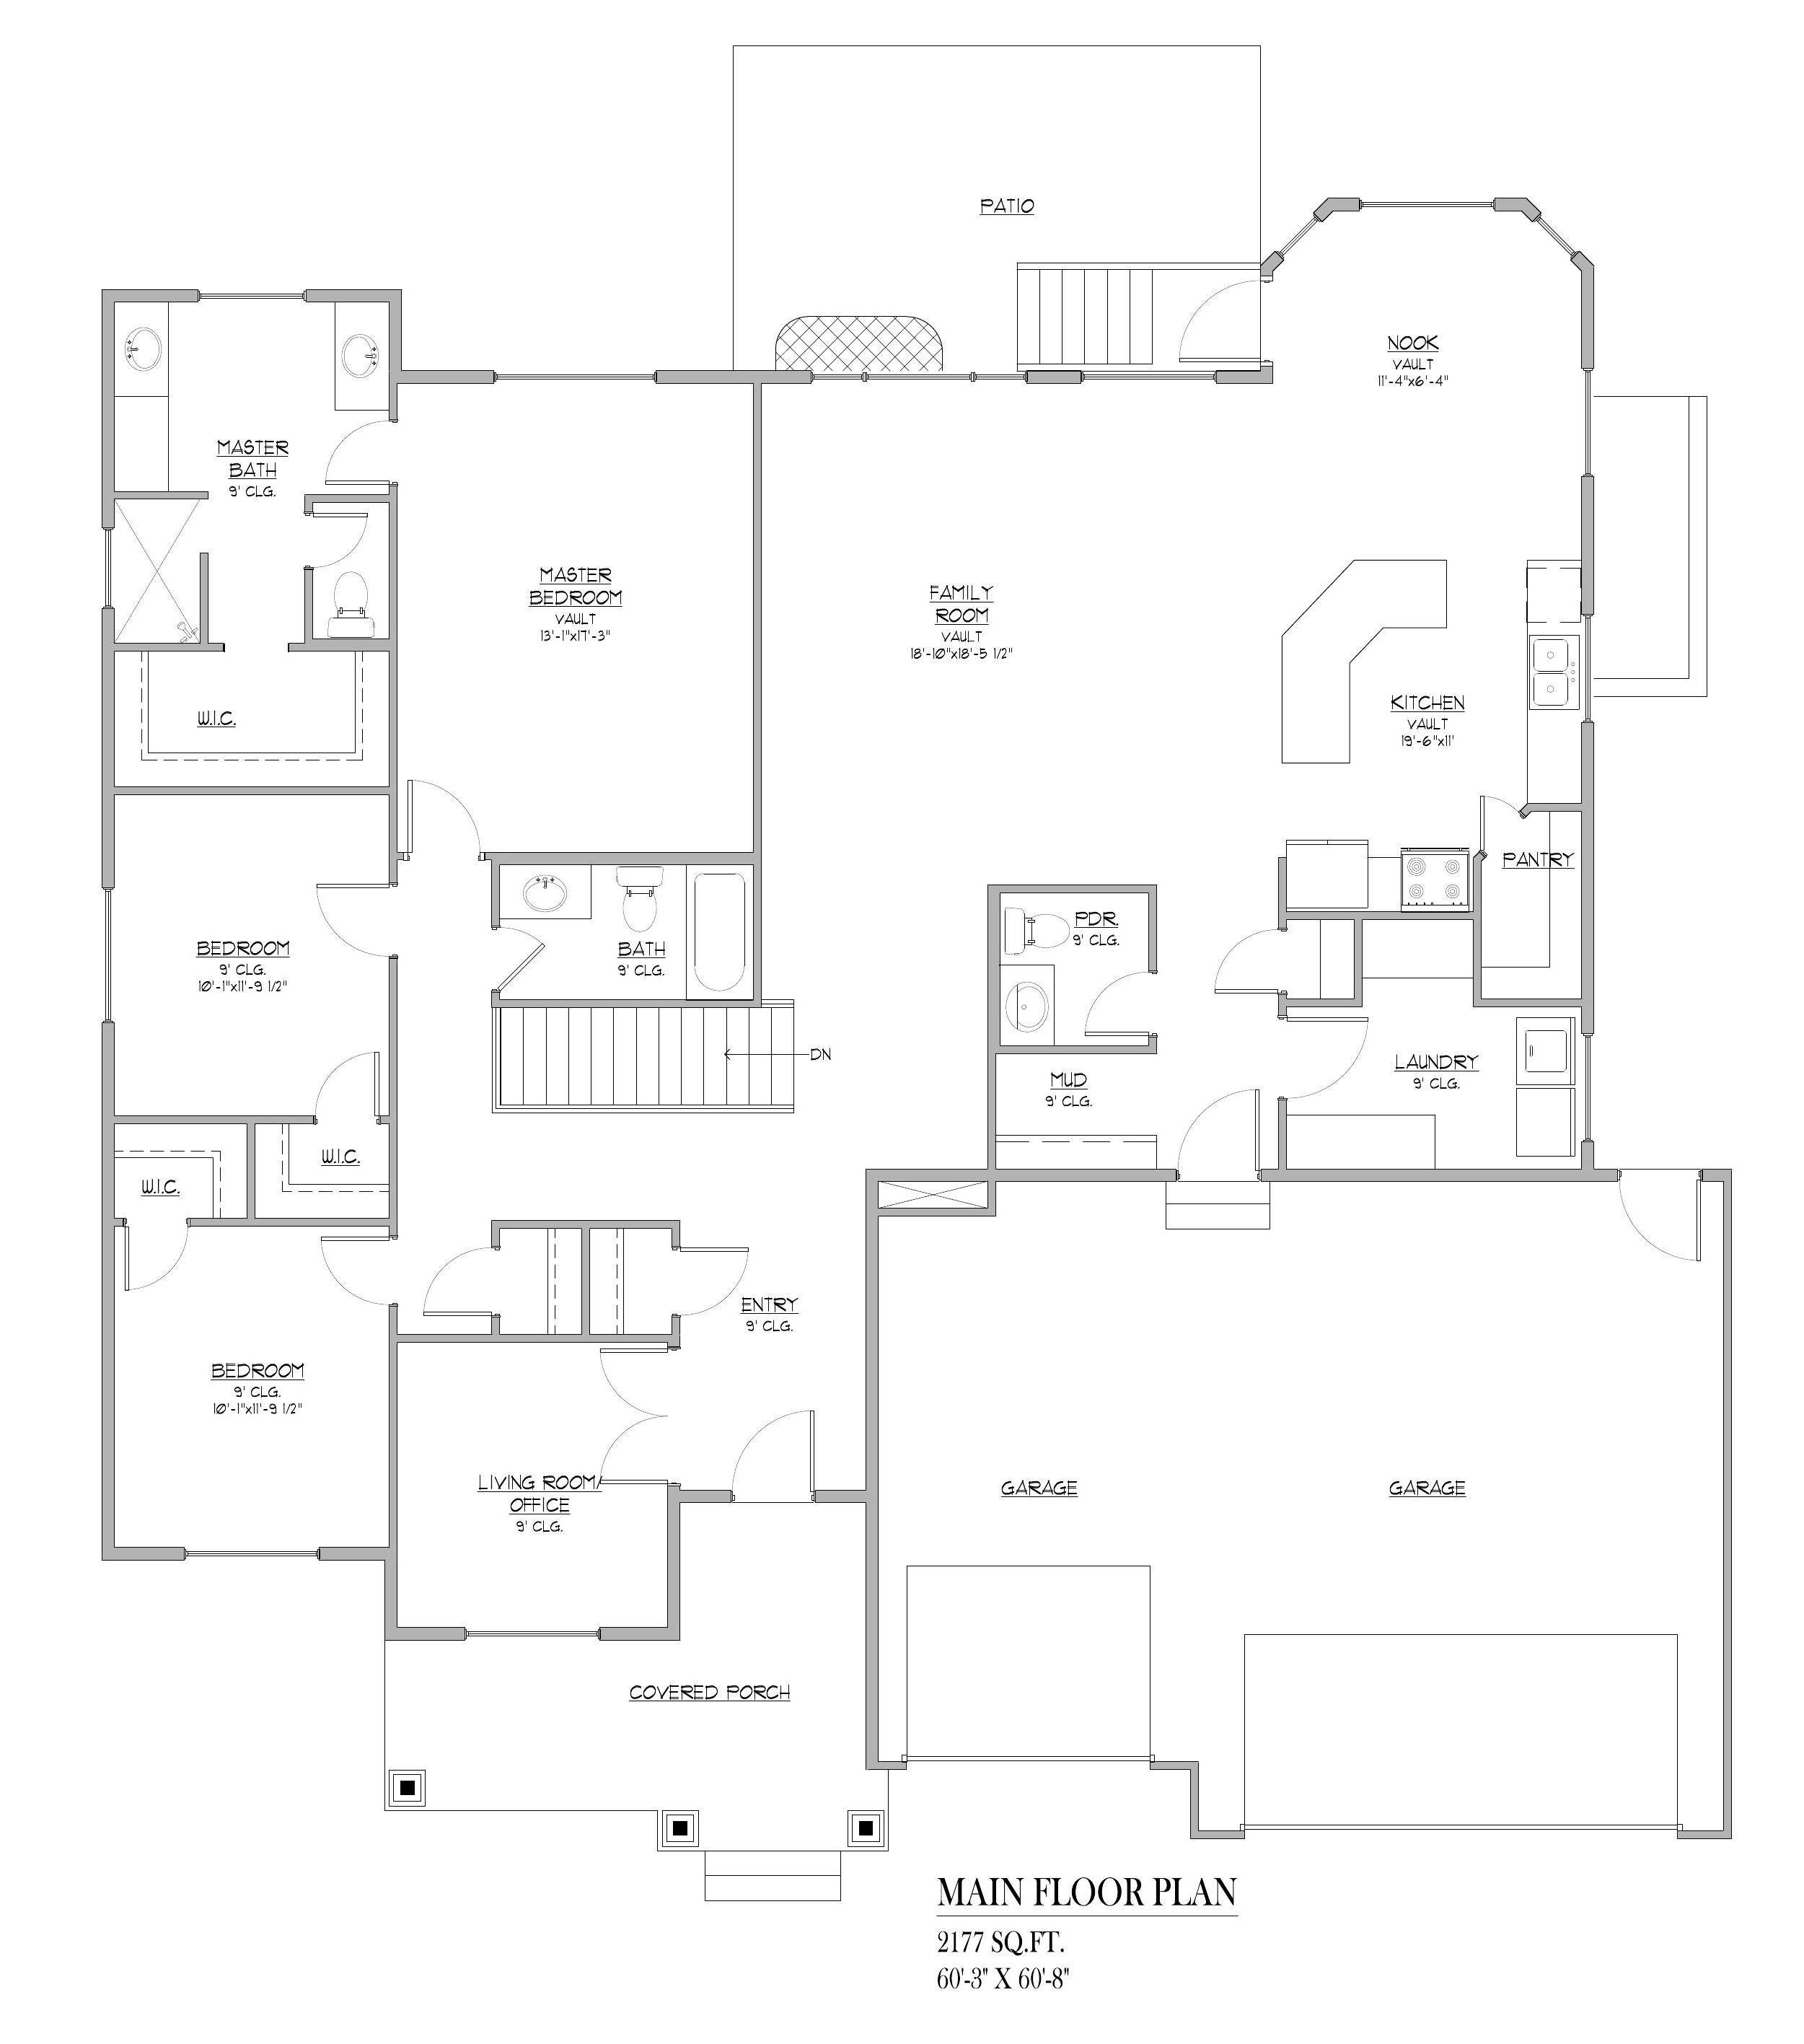 PATIO
NOOK
VAULT
11'-4"x6'-4"
MASTER
BATH
9' CLG.
MASTER
BEDROOM
VAULT
13'-1"x17'-3"
FAMILY
ROOM
VAULT
18'-10"x18'-5 1/2"
KITCHEN
VAULT
19'-6"x11'
W.I.C.
PANTRY
BEDROOM
9' CLG.
10'-1"x11'-9 1/2"
BATH
9' CLG.
PDR.
9' CLG.
DN
MUD
9' CLG.
LAUNDRY
9' CLG.
W.I.C.
W.I.C.
ENTRY
9' CLG.
BEDROOM
9' CLG.
10'-1"x11'-9 1/2"
LIVING ROOM/
OFFICE
9' CLG.
GARAGE
GARAGE
COVERED PORCH
MAIN FLOOR PLAN
2177 SQ.FT.
60'-3" X 60'-8"